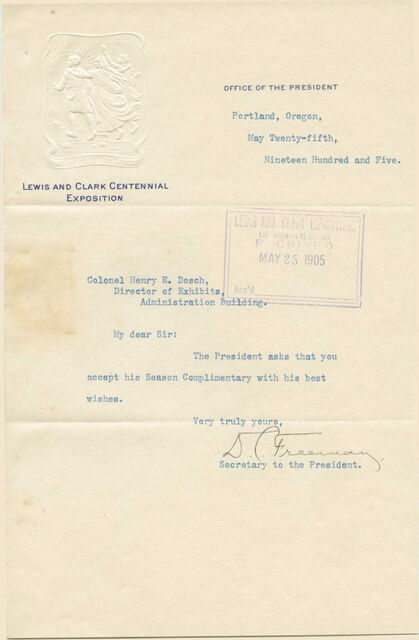 OFFICE OF THE PRESIDENT
Portland, Oregon,
May Twenty-fifth,
Nineteen Hundred and Five.
LEWIS AND CLARK CENTENNIAL
EXPOSITION
LEWIS AND CLARK
RECEIVED
MAY 25 1905
Ans'd
Colonel Henry E. Dosch,
Director of Exhibits,
Administration Building.
My dear Sir:
The President asks that you
accept his Season Complimentary with his best
wishes.
Very truly yours,
D. C. Freeman,
Secretary to the President.